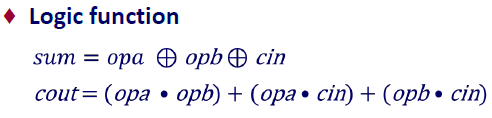 ♦ Logic function
sum = opa ⊕ opb ⊕ cin
cout = (opa • opb) + (opa • cin) + (opb • cin)